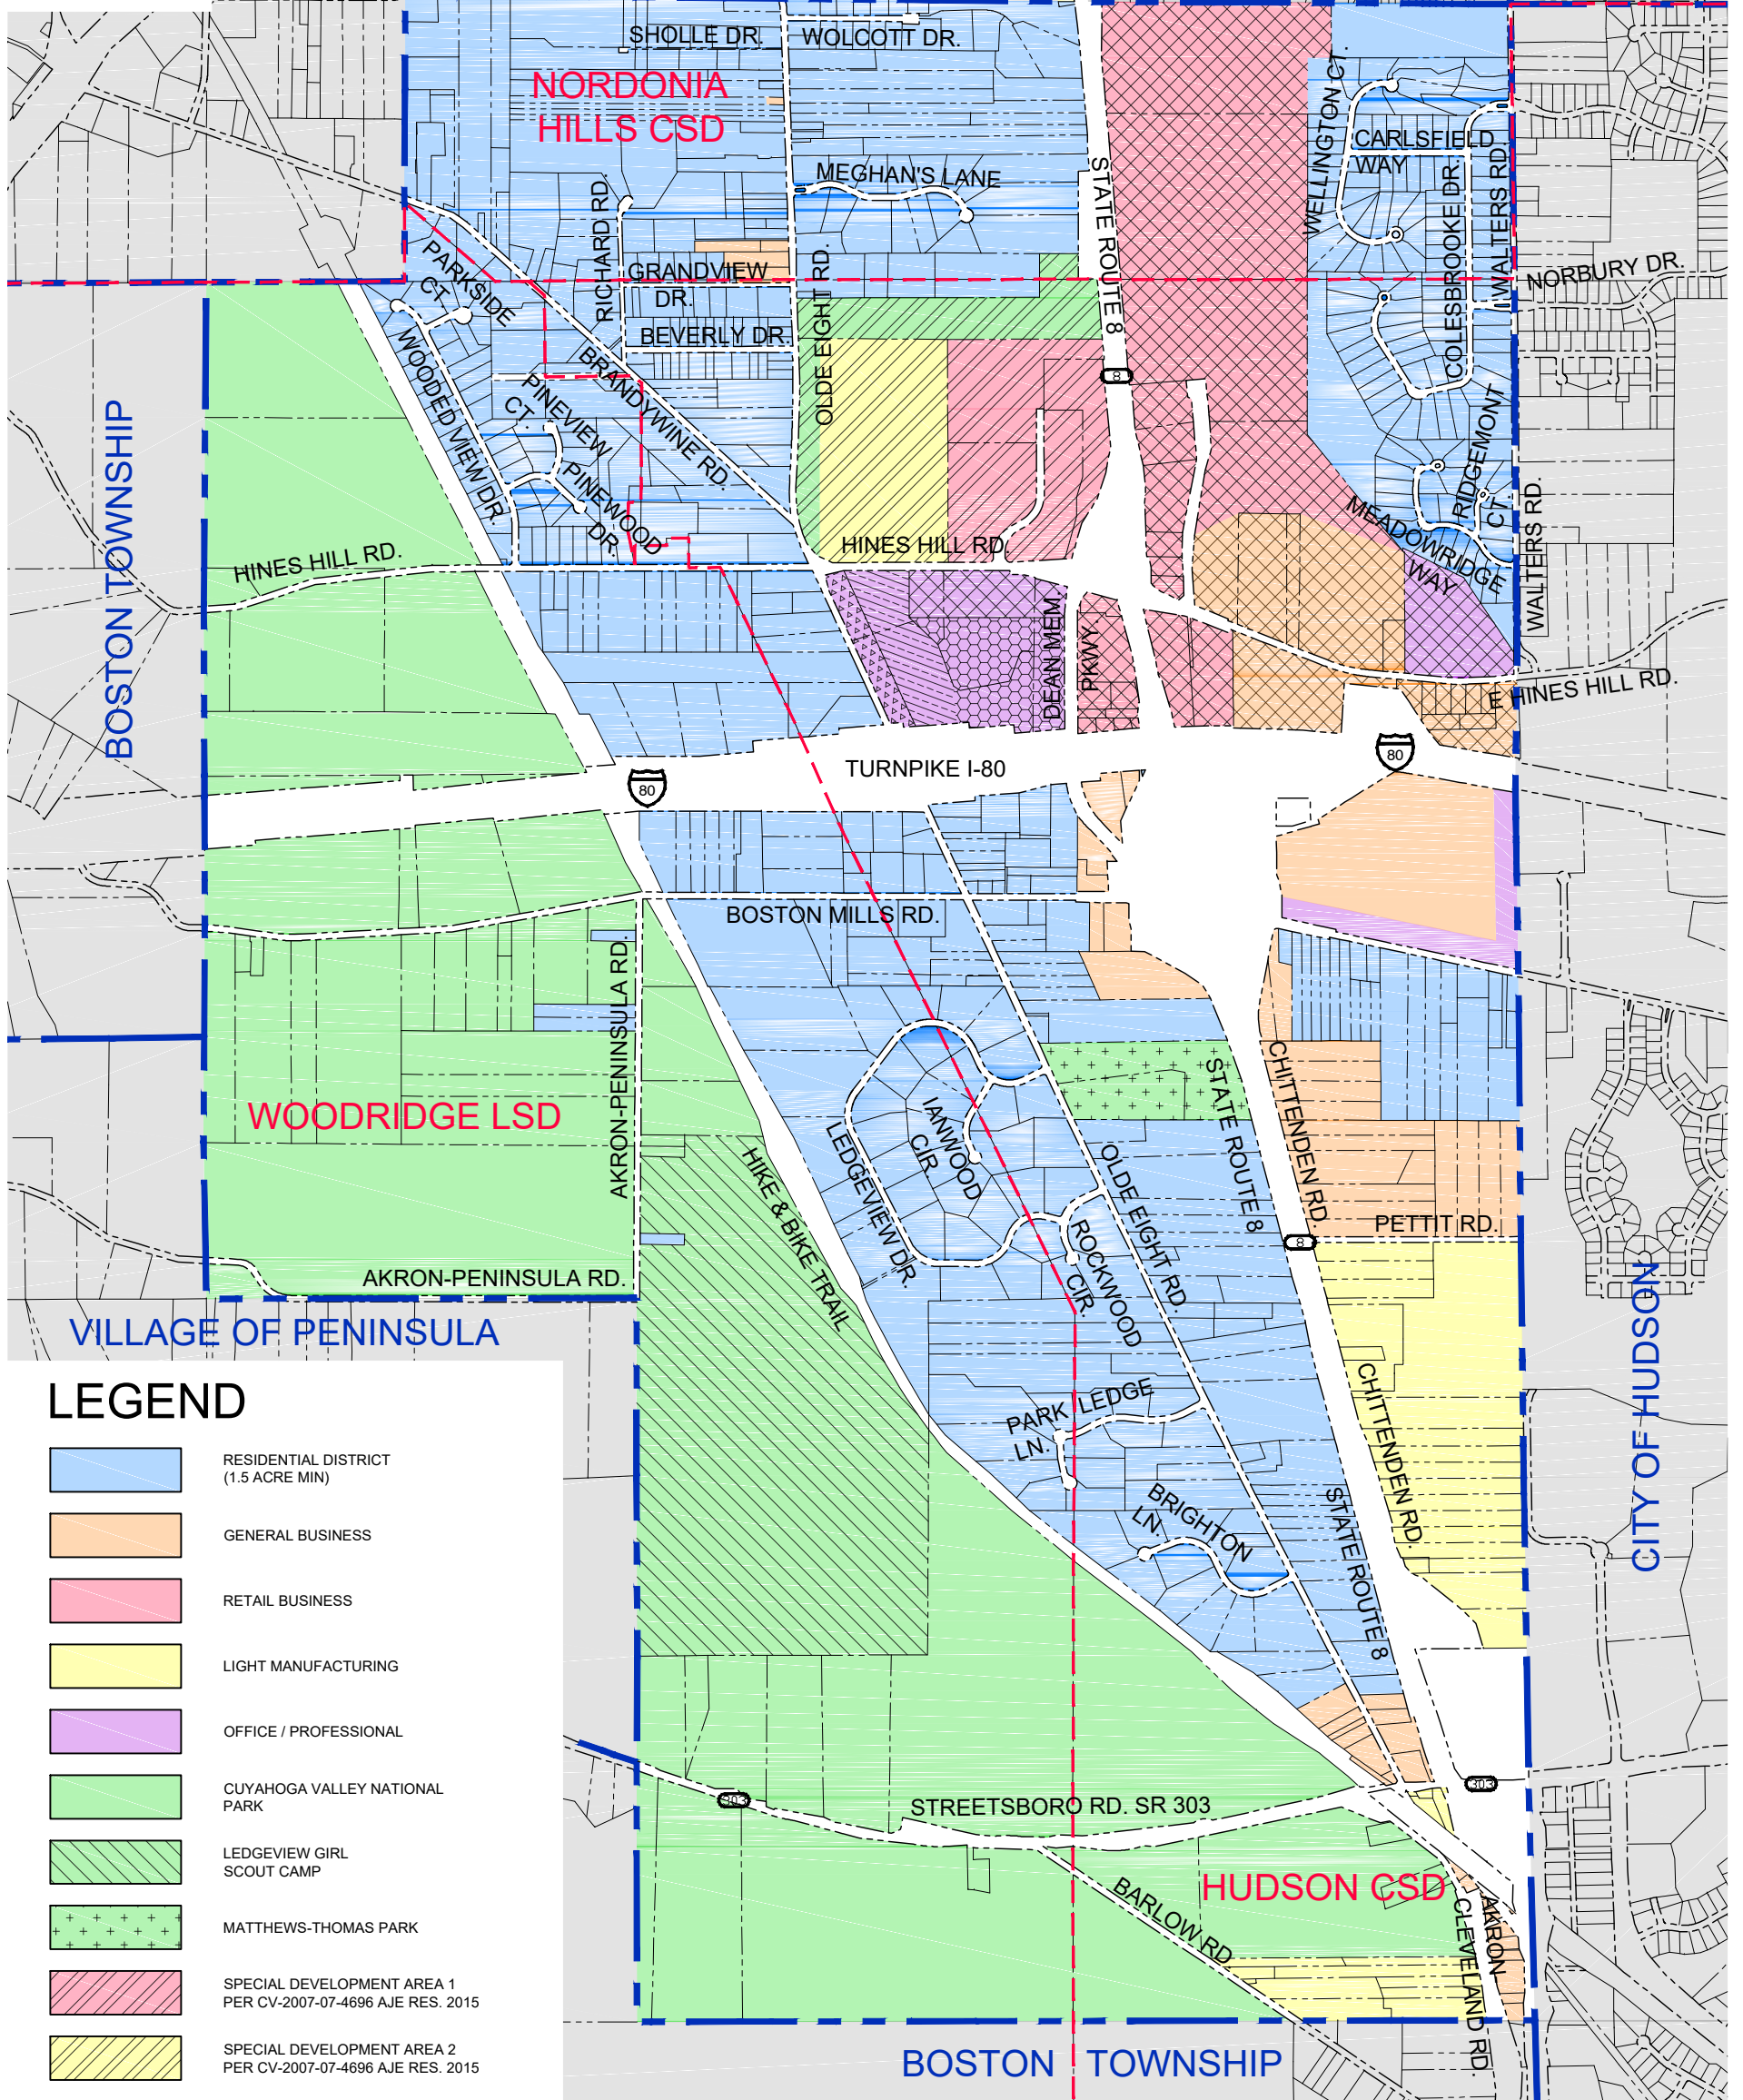 SHOLLE DR.
WOLCOTT DR.
NORDONIA
HILLS CSD
WELLINGTON CT.
CARLSFIELD
WAY
MEGHAN'S LANE
STATE ROUTE 8
RICHARD RD.
COLESBROOKE DR.
WALTERS RD.
PARKSIDE
CT.
GRANDVIEW
DR.
OLDE EIGHT RD.
NORBURY DR.
BEVERLY DR.
WOODED VIEW DR.
BRANDYWINE RD.
8
PINEVIEW
CT.
PINEWOOD
DR.
RIDGEMONT
CT.
BOSTON TOWNSHIP
HINES HILL RD.
HINES HILL RD.
MEADOWRIDGE
WAY
WALTERS RD.
DEAN MEM.
PKWY.
E HINES HILL RD.
TURNPIKE I-80
80
80
BOSTON MILLS RD.
AKRON-PENINSULA RD.
WOODRIDGE LSD
CHITTENDEN RD.
STATE ROUTE 8
IANWOOD
CIR.
LEDGEVIEW DR.
HIKE & BIKE TRAIL
OLDE EIGHT RD.
ROCKWOOD
CIR.
PETTIT RD.
8
AKRON-PENINSULA RD.
VILLAGE OF PENINSULA
CITY OF HUDSON
CHITTENDEN RD.
PARK LEDGE
LN.
BRIGHTON
LN.
STATE ROUTE 8
303
303
STREETSBORO RD. SR 303
HUDSON CSD
BARLOW RD
AKRON
CLEVELAND RD.
BOSTON TOWNSHIP
LEGEND
RESIDENTIAL DISTRICT
(1.5 ACRE MIN)
GENERAL BUSINESS
RETAIL BUSINESS
LIGHT MANUFACTURING
OFFICE / PROFESSIONAL
CUYAHOGA VALLEY NATIONAL
PARK
LEDGEVIEW GIRL
SCOUT CAMP
MATTHEWS-THOMAS PARK
SPECIAL DEVELOPMENT AREA 1
PER CV-2007-07-4696 AJE RES. 2015
SPECIAL DEVELOPMENT AREA 2
PER CV-2007-07-4696 AJE RES. 2015